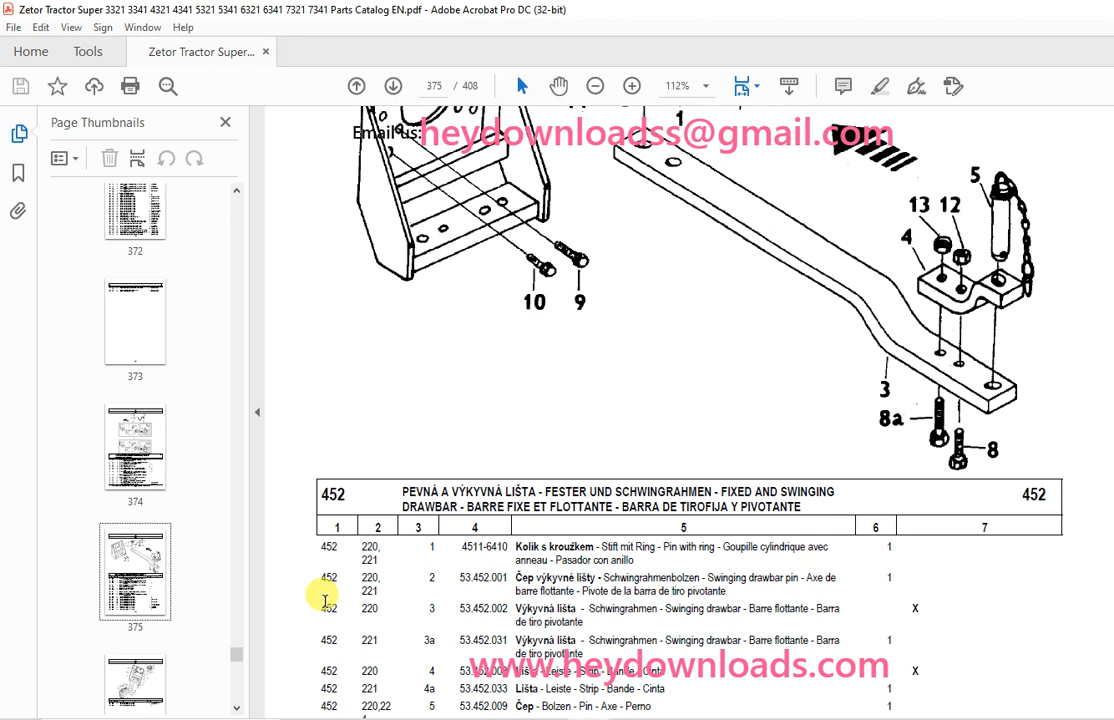 Zetor Tractor Super 3321 3341 4321 4341 5321 5341 6321 6341 7321 7341 Parts Catalog EN.pdf - Adobe Acrobat Pro DC (32-bit)
File Edit View Sign Window Help
Home Tools Zetor Tractor Super... ×
375 / 408 112%
Page Thumbnails
372
373
374
375
Email us:
heydownloadss@gmail.com
1
5
13 12
4
10 9
3
8a
8
452 PEVNÁ A VÝKYVNÁ LIŠTA - FESTER UND SCHWINGRAHMEN - FIXED AND SWINGING 452
DRAWBAR - BARRE FIXE ET FLOTTANTE - BARRA DE TIROFIJA Y PIVOTANTE
1 2 3 4 5 6 7
452 220, 1 4511-6410 Kolík s kroužkem - Stift mit Ring - Pin with ring - Goupille cylindrique avec 1
221 anneau - Pasador con anillo
452 220, 2 53.452.001 Čep výkyvné lišty - Schwingrahmenbolzen - Swinging drawbar pin - Axe de 1
221 barre flottante - Pivote de la barra de tiro pivotante
452 220 3 53.452.002 Výkyvná lišta - Schwingrahmen - Swinging drawbar - Barre flottante - Barra X
de tiro pivotante
452 221 3a 53.452.031 Výkyvná lišta - Schwingrahmen - Swinging drawbar - Barre flottante - Barra 1
de tiro pivotante
452 220 4 Lišta - Leiste - Strip - Bande - Cinta X
www.heydownloads.com
452 221 4a 53.452.033 Lišta - Leiste - Strip - Bande - Cinta 1
452 220,22 5 53.452.009 Čep - Bolzen - Pin - Axe - Perno 1